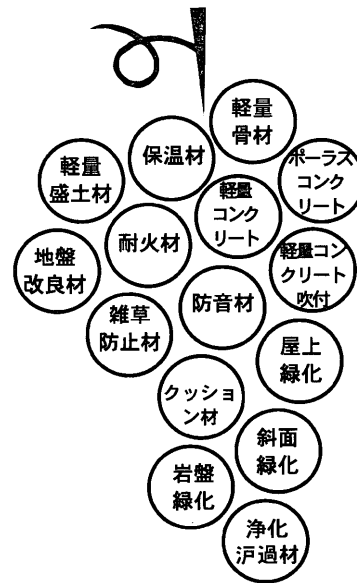 軽量
骨材
保温材
ポーラス
コンク
リート
軽量
盛土材
軽量
コンク
リート
耐火材
軽量コン
クリート
吹付
地盤
改良材
防音材
雑草
防止材
屋上
緑化
クッショ
ン材
斜面
緑化
岩盤
緑化
浄化
沪過材